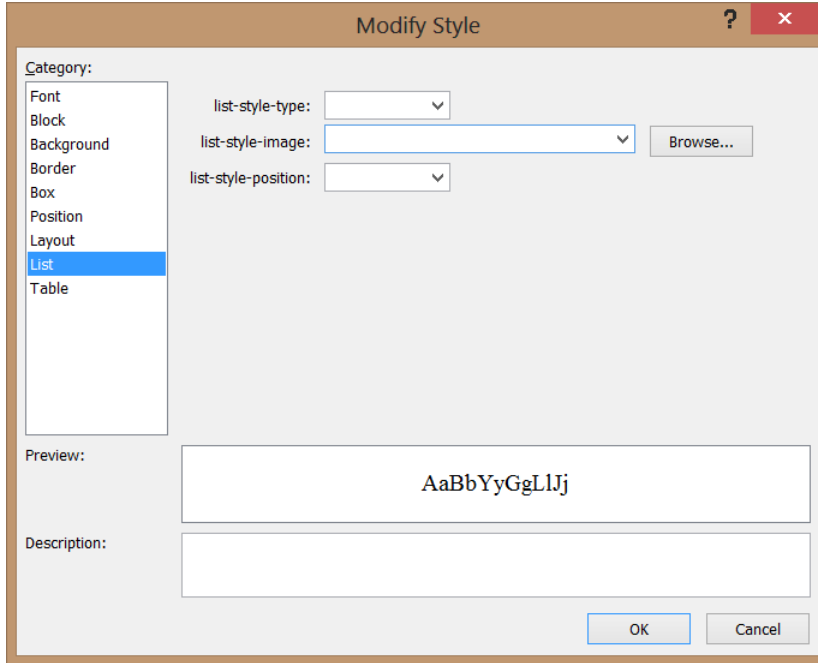 Modify Style
?
Category:
Font
Block
Background
Border
Box
Position
Layout
List
Table
list-style-type:
list-style-image:
Browse...
list-style-position:
Preview:
AaBbYyGgLlJj
Description:
OK
Cancel